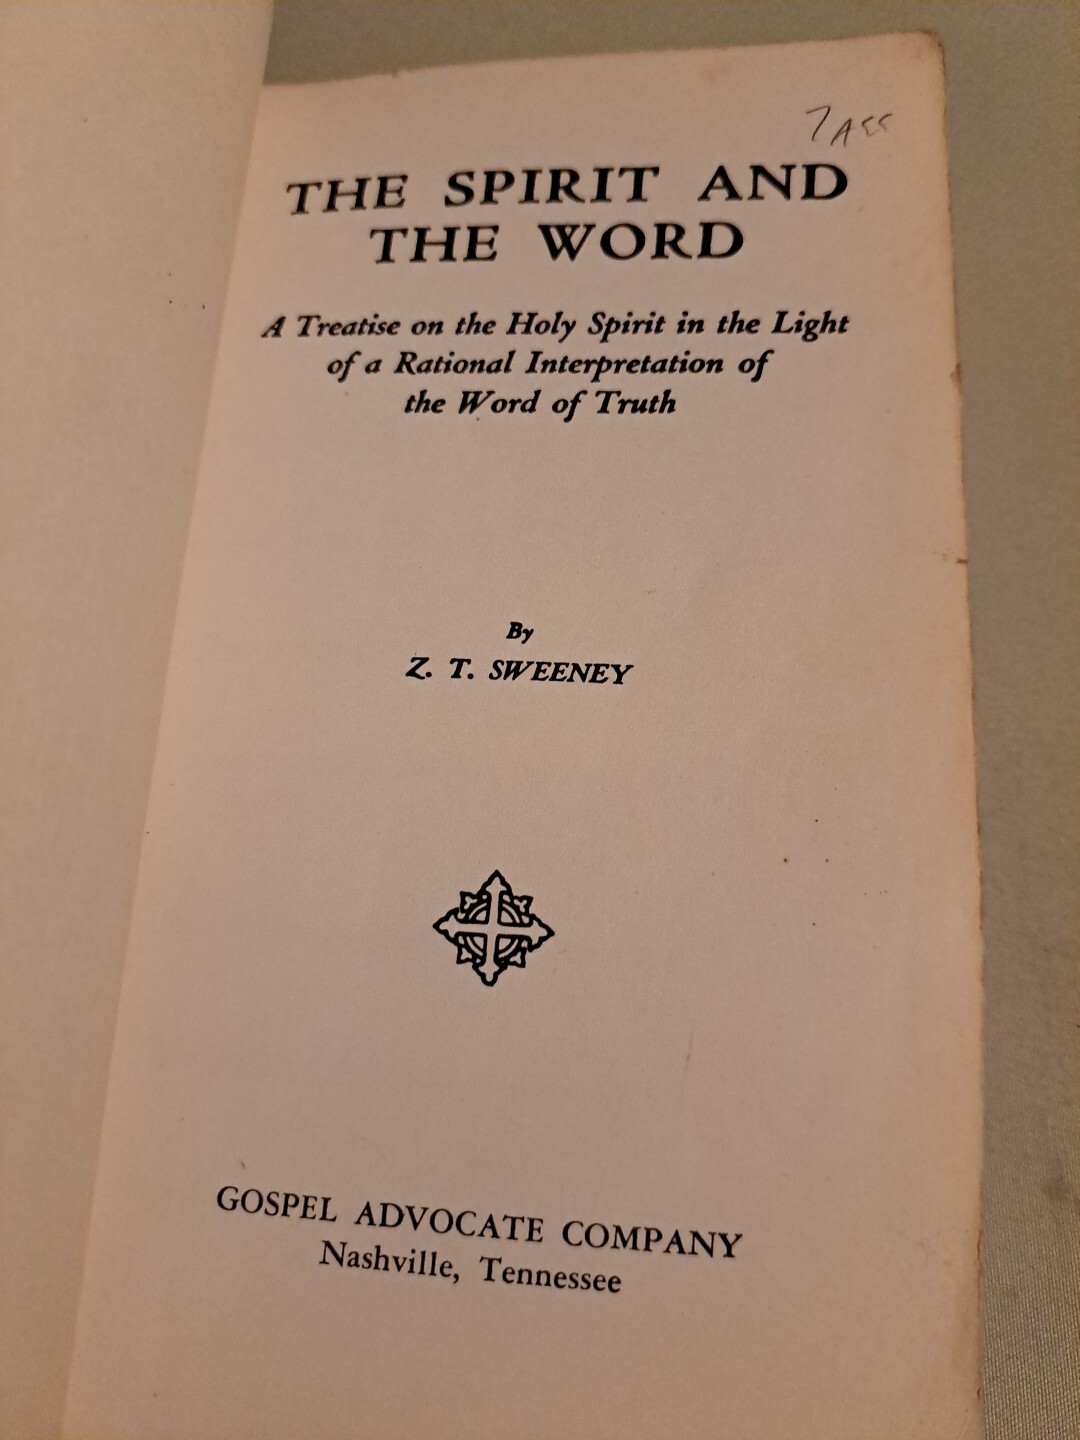 THE SPIRIT AND
THE WORD
A Treatise on the Holy Spirit in the Light
of a Rational Interpretation of
the Word of Truth
By
Z. T. SWEENEY
GOSPEL ADVOCATE COMPANY
Nashville, Tennessee